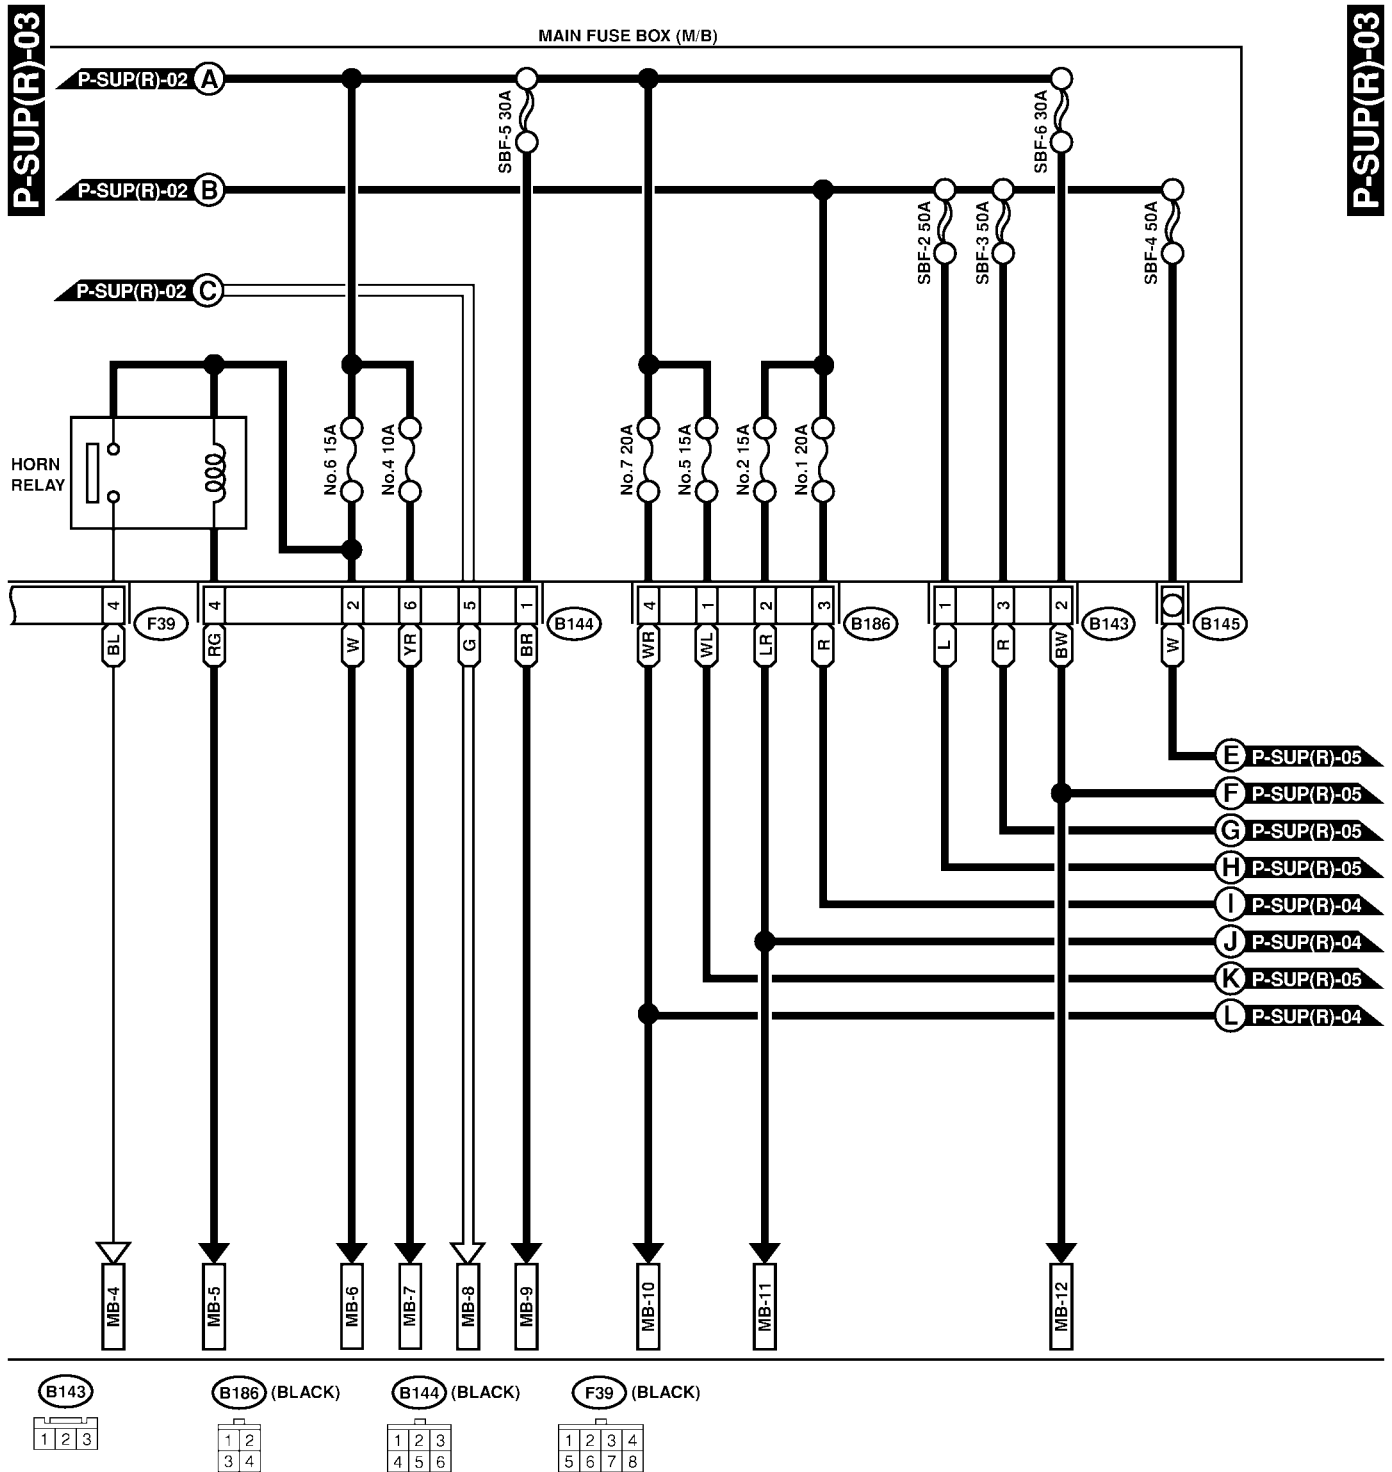 P-SUP(R)-03
P-SUP(R)-03
MAIN FUSE BOX (M/B)
P-SUP(R)-02 A
SBF-5 30A
SBF-6 30A
P-SUP(R)-02 B
SBF-2 50A
SBF-3 50A
SBF-4 50A
P-SUP(R)-02 C
HORN
RELAY
No.6 15A
No.4 10A
No.7 20A
No.5 15A
No.2 15A
No.1 20A
4 F39 4 2 6 5 1 B144 4 1 2 3 B186 1 3 2 B143 B145
BL RG W YR G BR WR WL LR R L R BW W
E P-SUP(R)-05
F P-SUP(R)-05
G P-SUP(R)-05
H P-SUP(R)-05
I P-SUP(R)-04
J P-SUP(R)-04
K P-SUP(R)-05
L P-SUP(R)-04
MB-4 MB-5 MB-6 MB-7 MB-8 MB-9 MB-10 MB-11 MB-12
B143 B186 (BLACK) B144 (BLACK) F39 (BLACK)
1 2 3 1 2 1 2 3 1 2 3 4
3 4 4 5 6 5 6 7 8